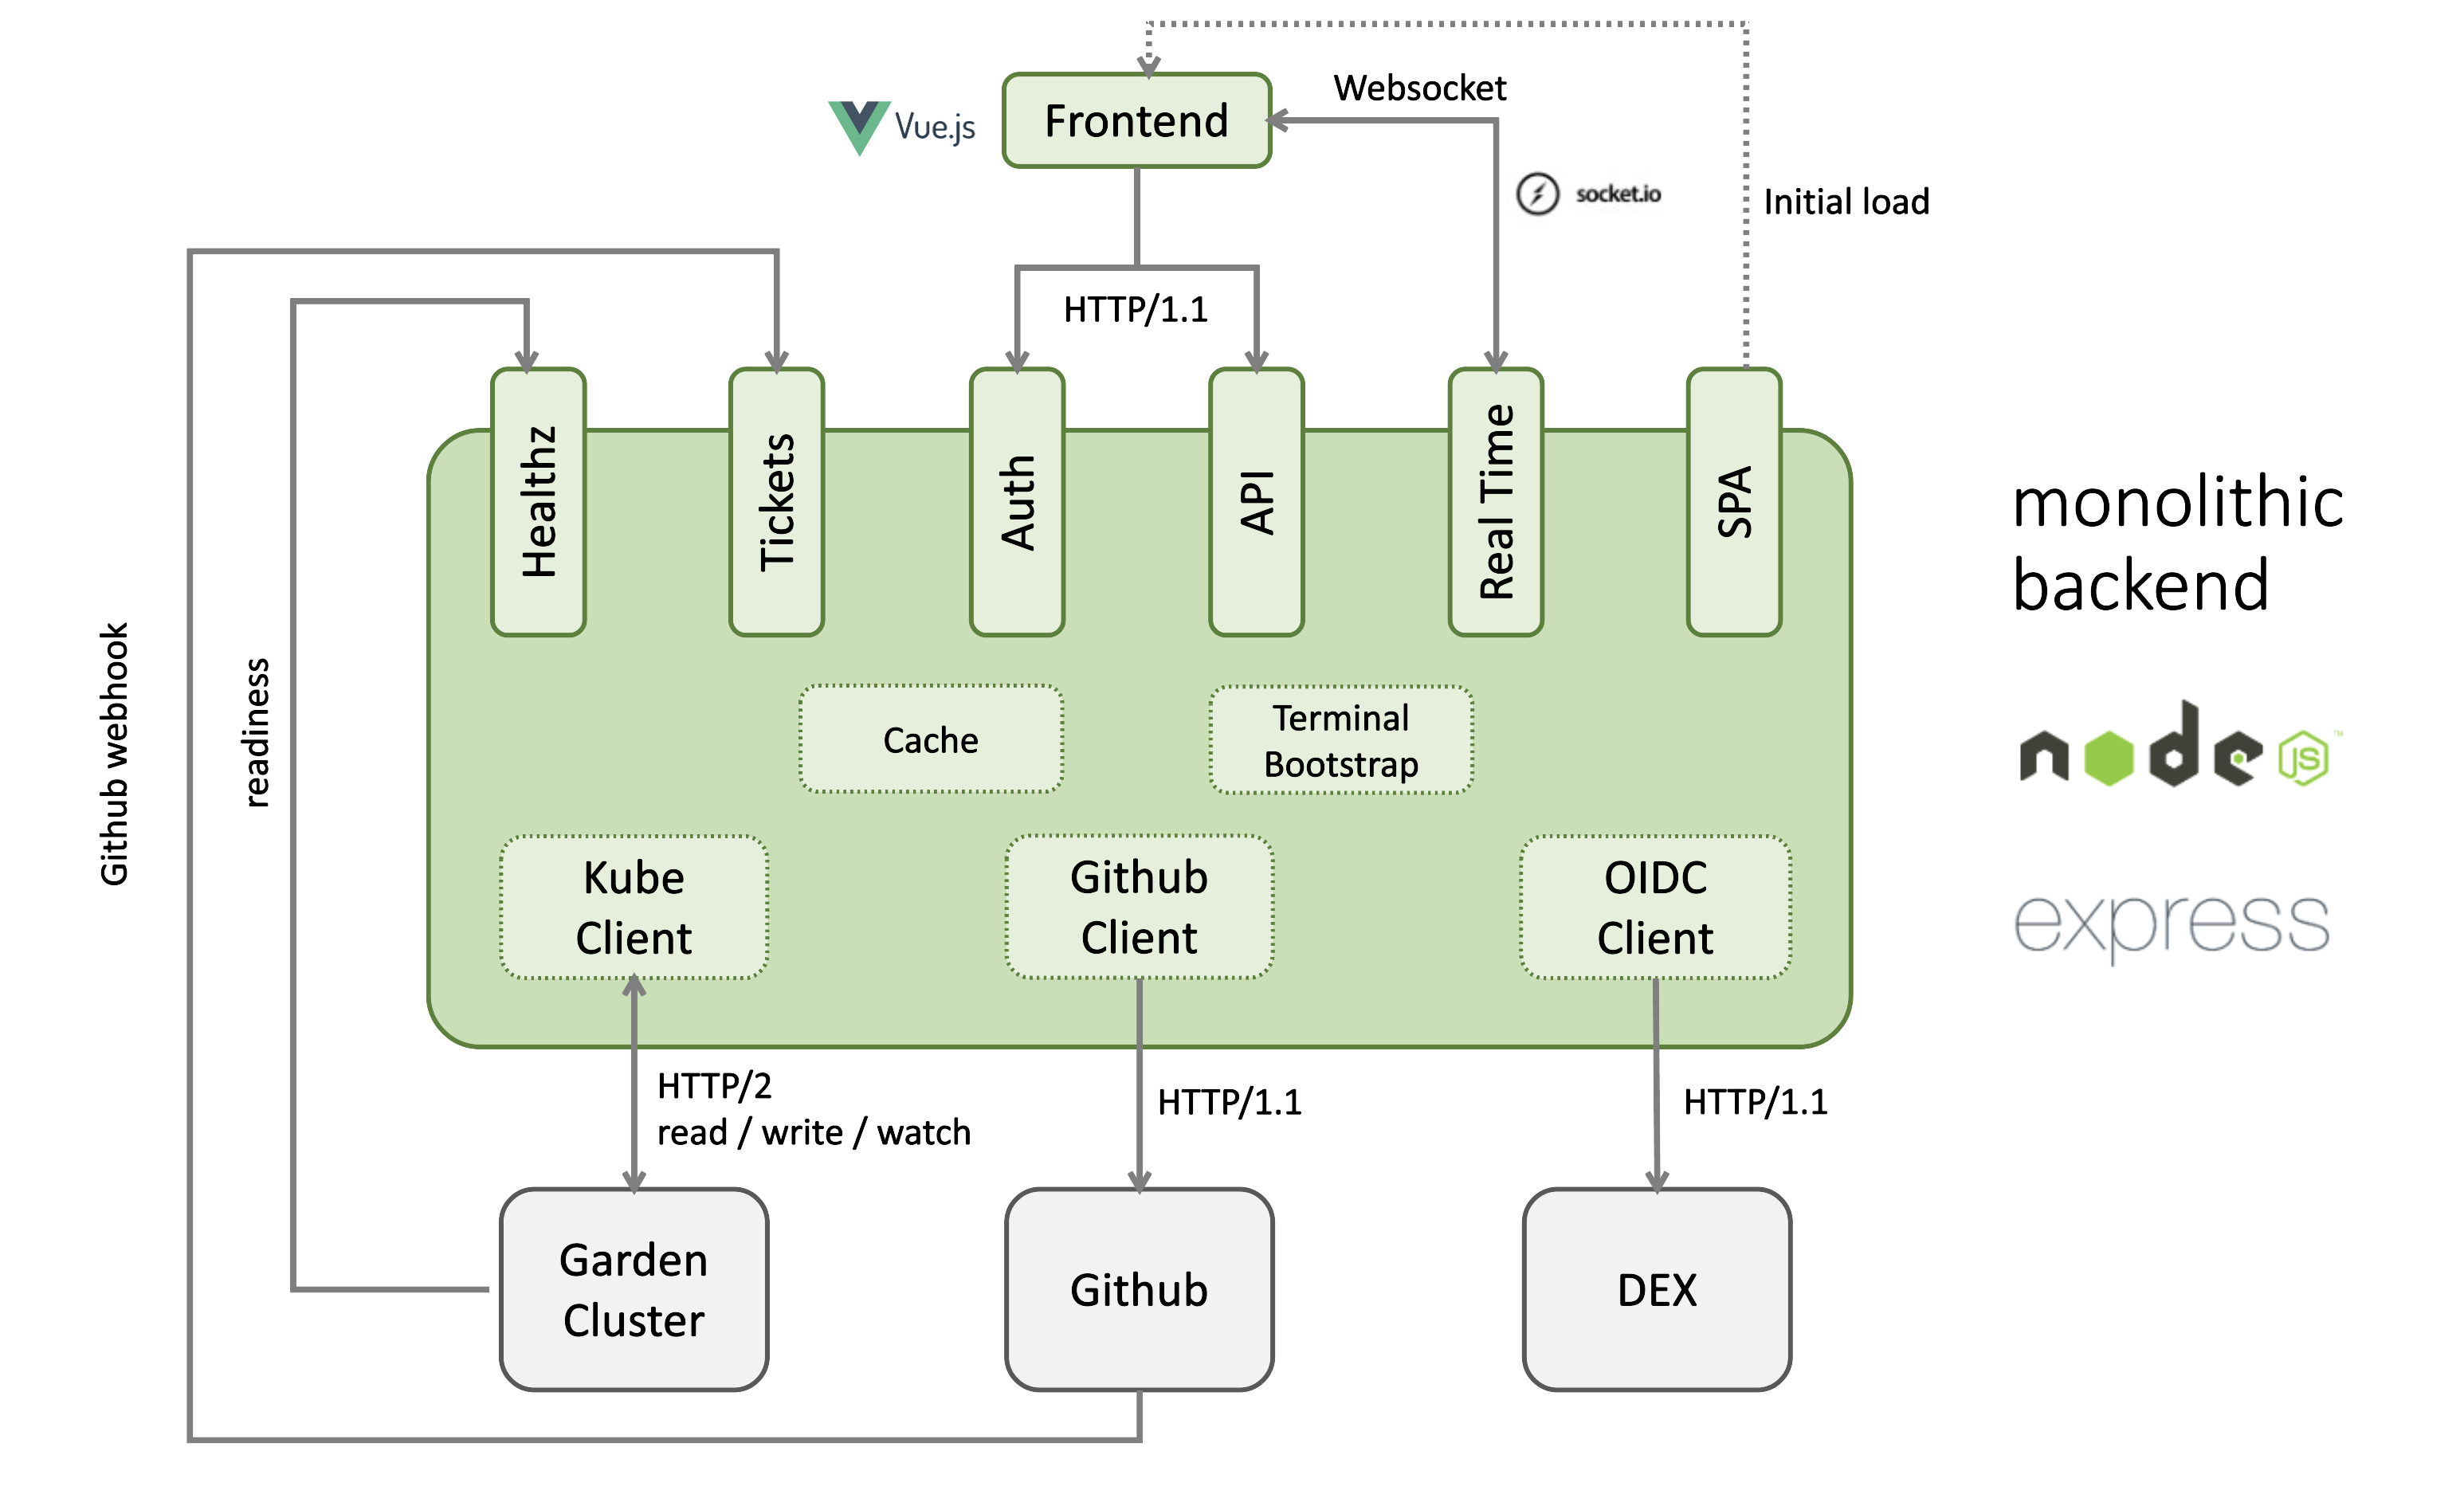 Websocket
Frontend
Vue.js
socket.io
Initial load
HTTP/1.1
Healthz
Tickets
Auth
API
Real Time
SPA
monolithic
backend
Github webhook
readiness
Cache
Terminal
Bootstrap
node
JS
TM
Kube
Client
Github
Client
OIDC
Client
express
HTTP/2
read / write / watch
HTTP/1.1
HTTP/1.1
Garden
Cluster
Github
DEX